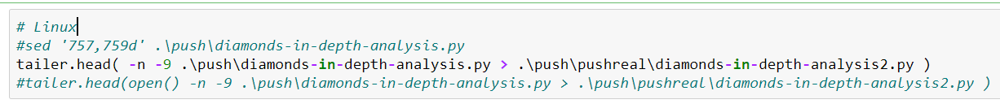 # Linux
#sed '757,759d' .\push\diamonds-in-depth-analysis.py
tailer.head( -n -9 .\push\diamonds-in-depth-analysis.py > .\push\pushreal\diamonds-in-depth-analysis2.py )
#tailer.head(open() -n -9 .\push\diamonds-in-depth-analysis.py > .\push\pushreal\diamonds-in-depth-analysis2.py )